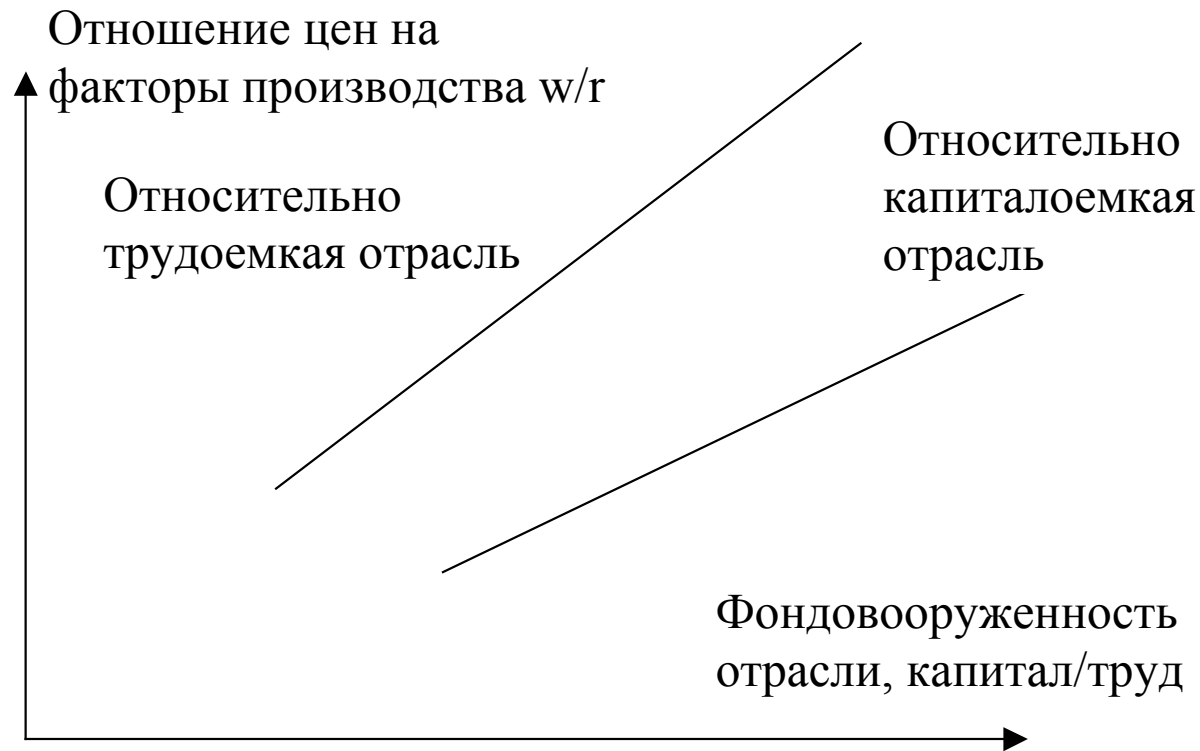 Отношение цен на
факторы производства w/r
Относительно
трудоемкая отрасль
Относительно
капиталоемкая
отрасль
Фондовооруженность
отрасли, капитал/труд